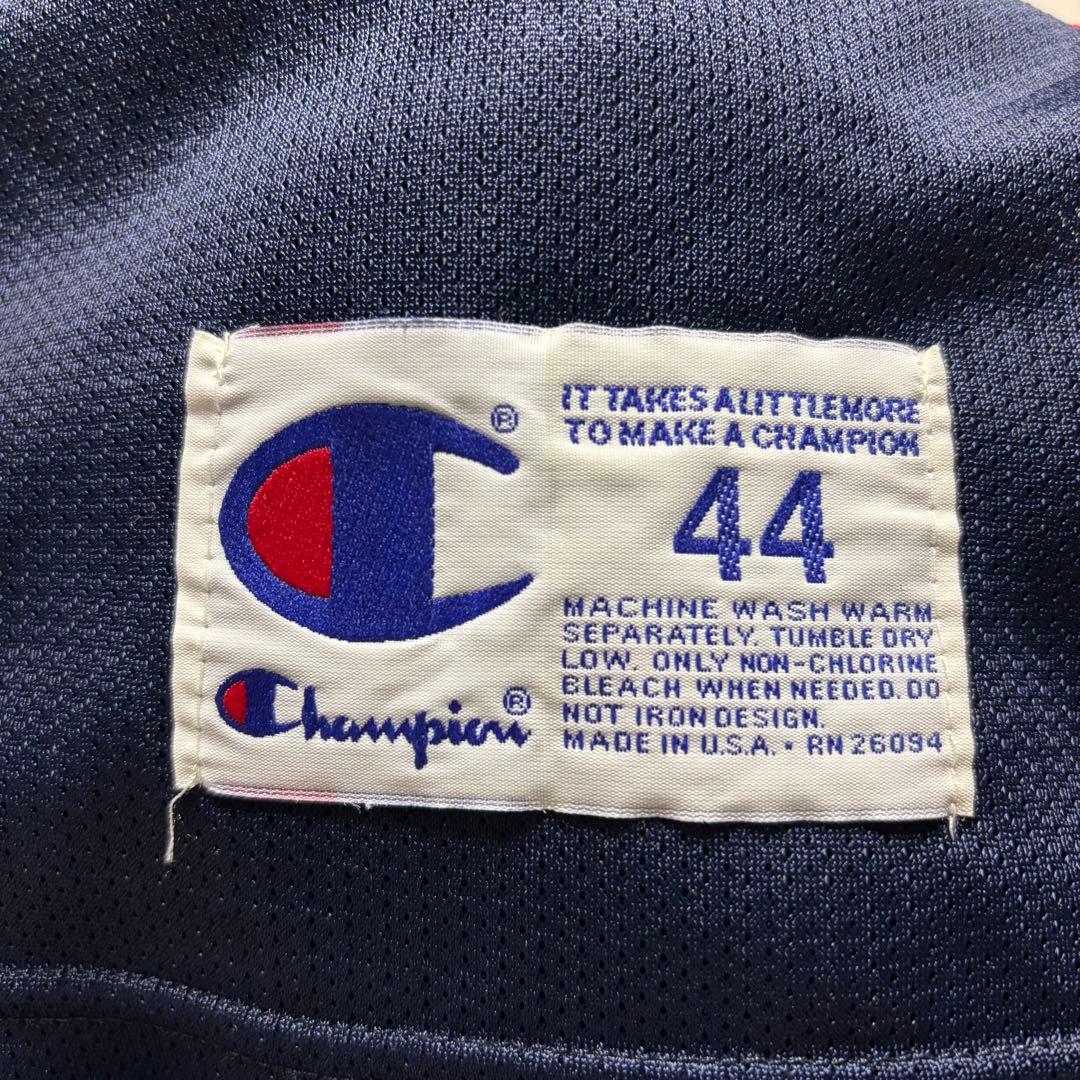 IT TAKES A LITTLE MORE
TO MAKE A CHAMPION
44
MACHINE WASH WARM
SEPARATELY. TUMBLE DRY
LOW. ONLY NON-CHLORINE
BLEACH WHEN NEEDED. DO
NOT IRON DESIGN.
MADE IN U.S.A. • RN 26094
®
Champion®